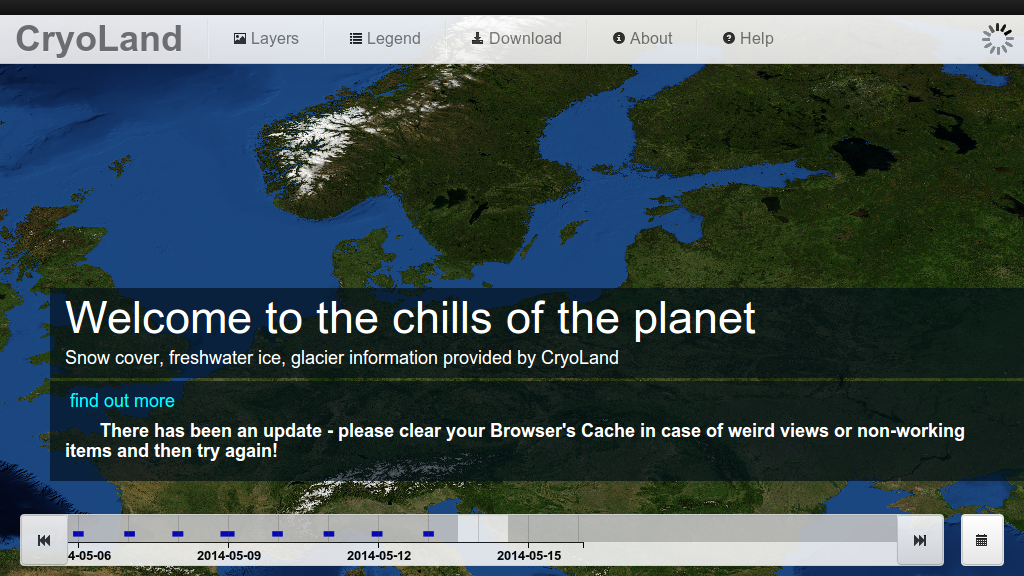 CryoLand Layers Legend Download About Help
Welcome to the chills of the planet
Snow cover, freshwater ice, glacier information provided by CryoLand
find out more
There has been an update - please clear your Browser's Cache in case of weird views or non-working
items and then try again!
4-05-06 2014-05-09 2014-05-12 2014-05-15